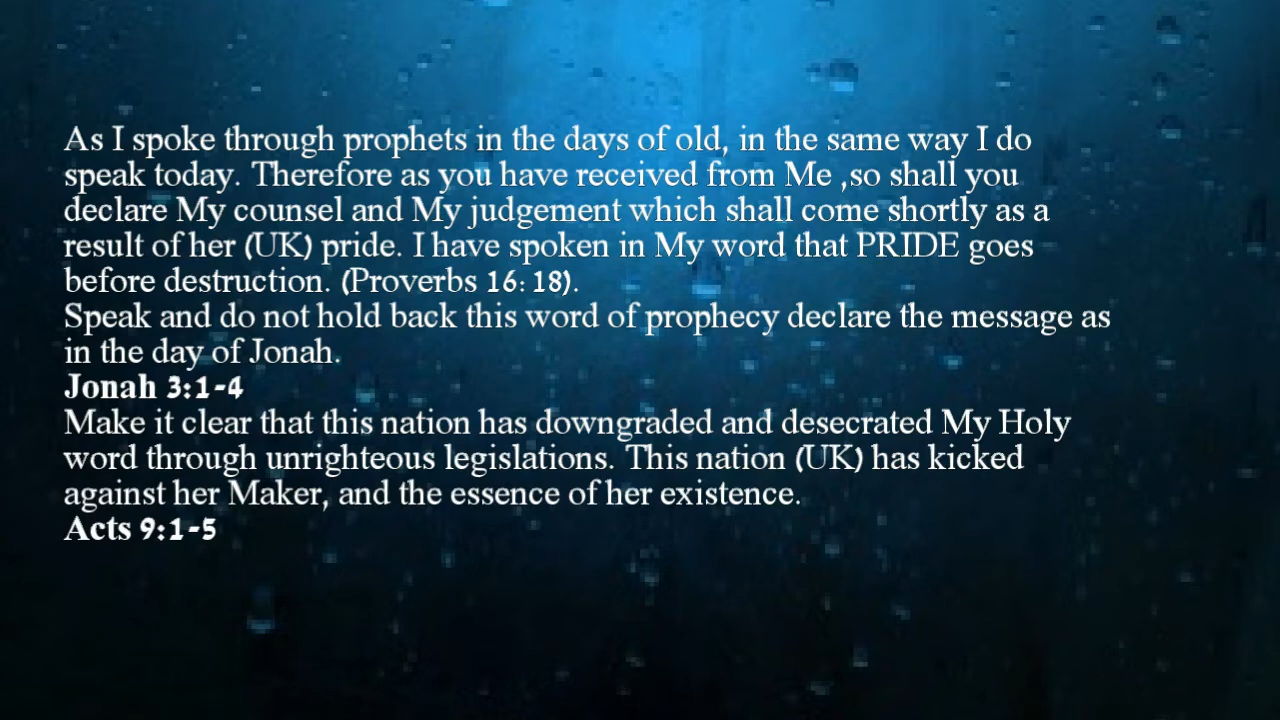 As I spoke through prophets in the days of old, in the same way I do
speak today. Therefore as you have received from Me ,so shall you
declare My counsel and My judgement which shall come shortly as a
result of her (UK) pride. I have spoken in My word that PRIDE goes
before destruction. (Proverbs 16:18).
Speak and do not hold back this word of prophecy declare the message as
in the day of Jonah.
Jonah 3:1-4
Make it clear that this nation has downgraded and desecrated My Holy
word through unrighteous legislations. This nation (UK) has kicked
against her Maker, and the essence of her existence.
Acts 9:1-5